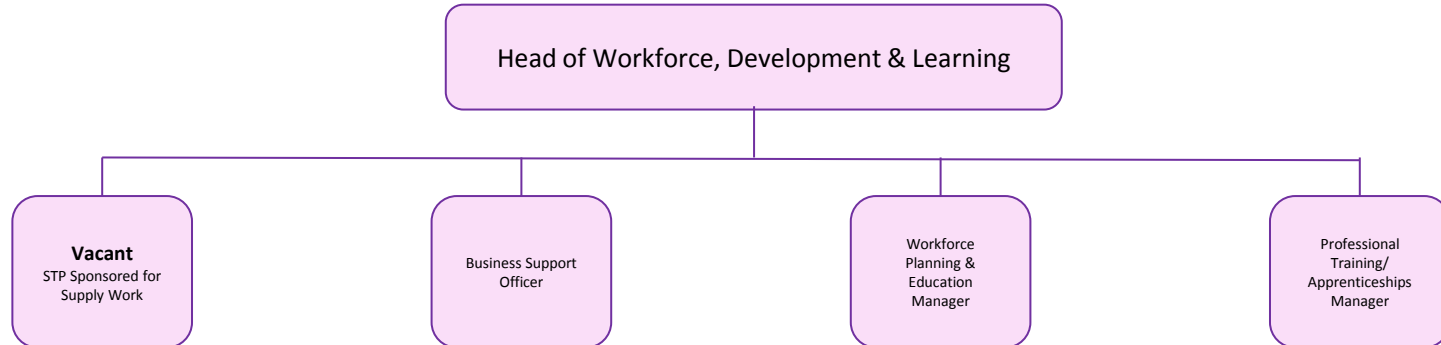 Head of Workforce, Development & Learning
Vacant
STP Sponsored for
Supply Work
Business Support
Officer
Workforce
Planning &
Education
Manager
Professional
Training/
Apprenticeships
Manager